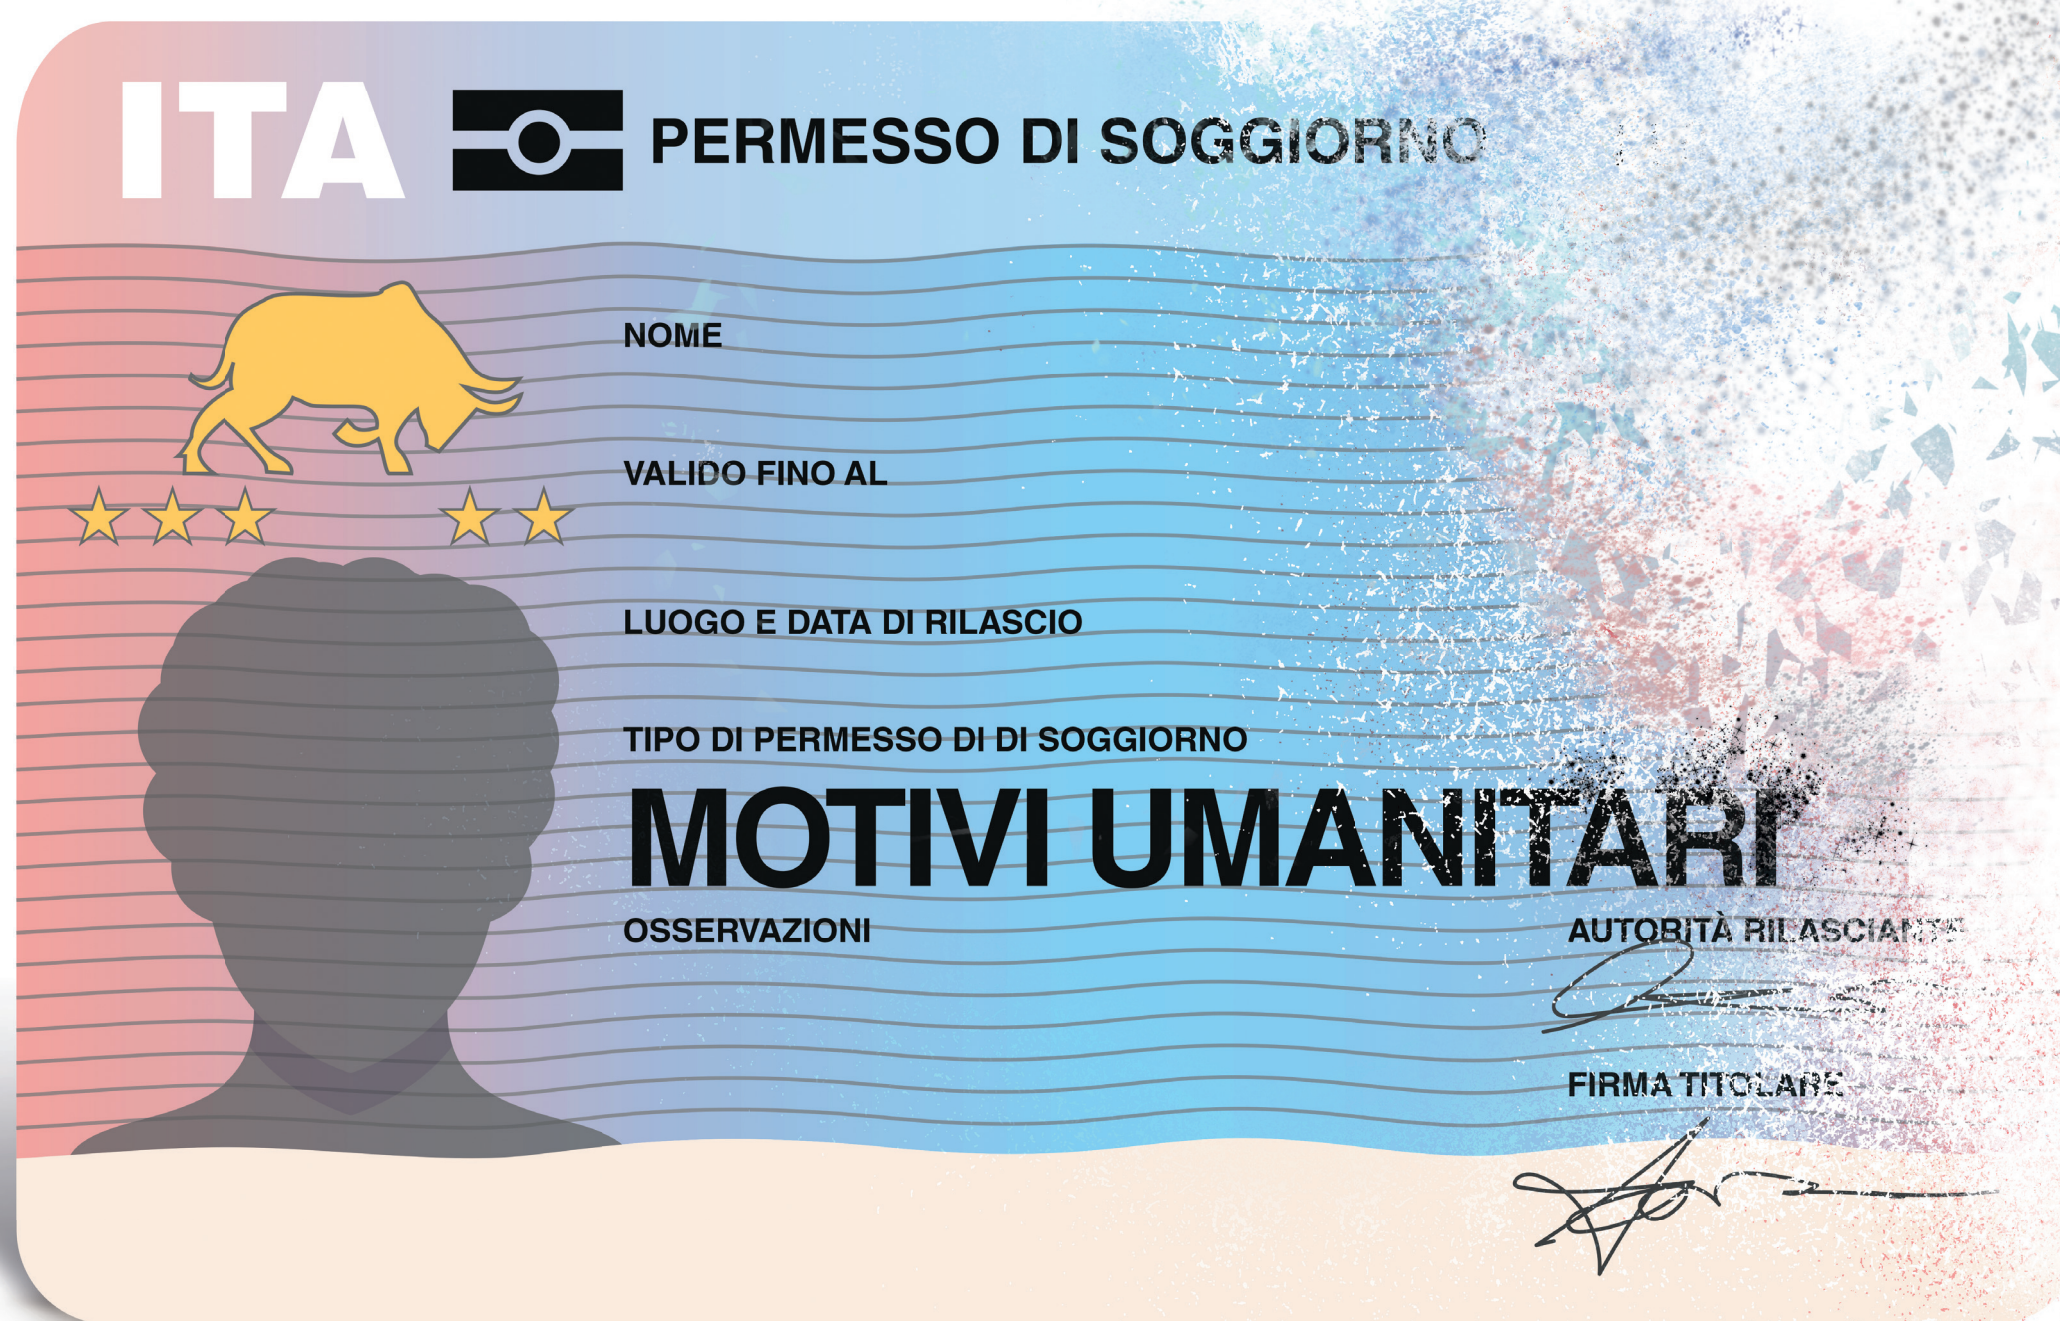 ITA PERMESSO DI SOGGIORNO
NOME
VALIDO FINO AL
LUOGO E DATA DI RILASCIO
TIPO DI PERMESSO DI DI SOGGIORNO
MOTIVI UMANITARI
OSSERVAZIONI
AUTORITÀ RILASCIANTE
FIRMA TITOLARE